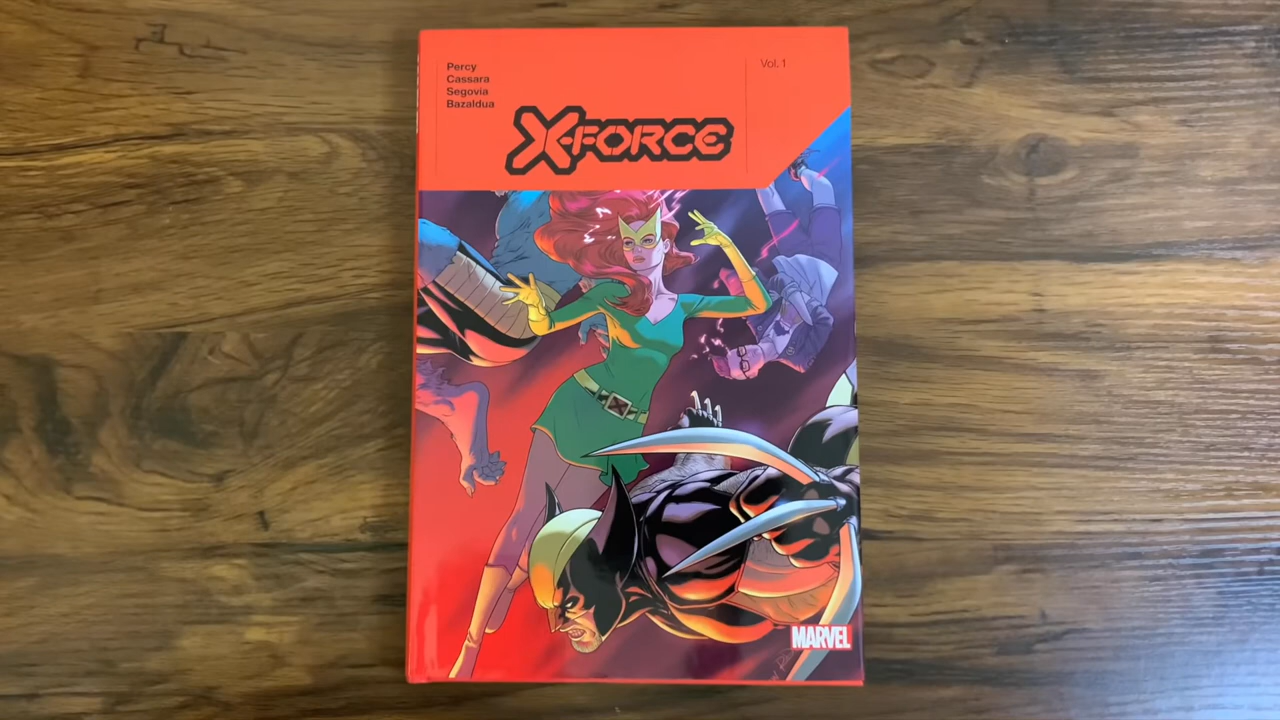 Percy
Cassara
Segovia
Bazaldua
Vol. 1
X-FORCE
MARVEL